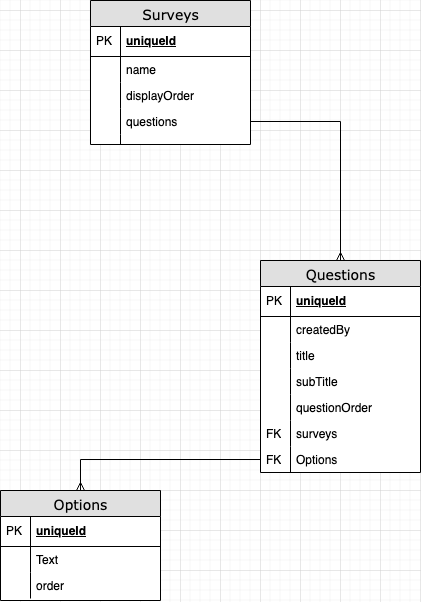 Surveys
PK uniqueId
name
displayOrder
questions
Questions
PK uniqueId
createdBy
title
subTitle
questionOrder
FK surveys
FK Options
Options
PK uniqueId
Text
order